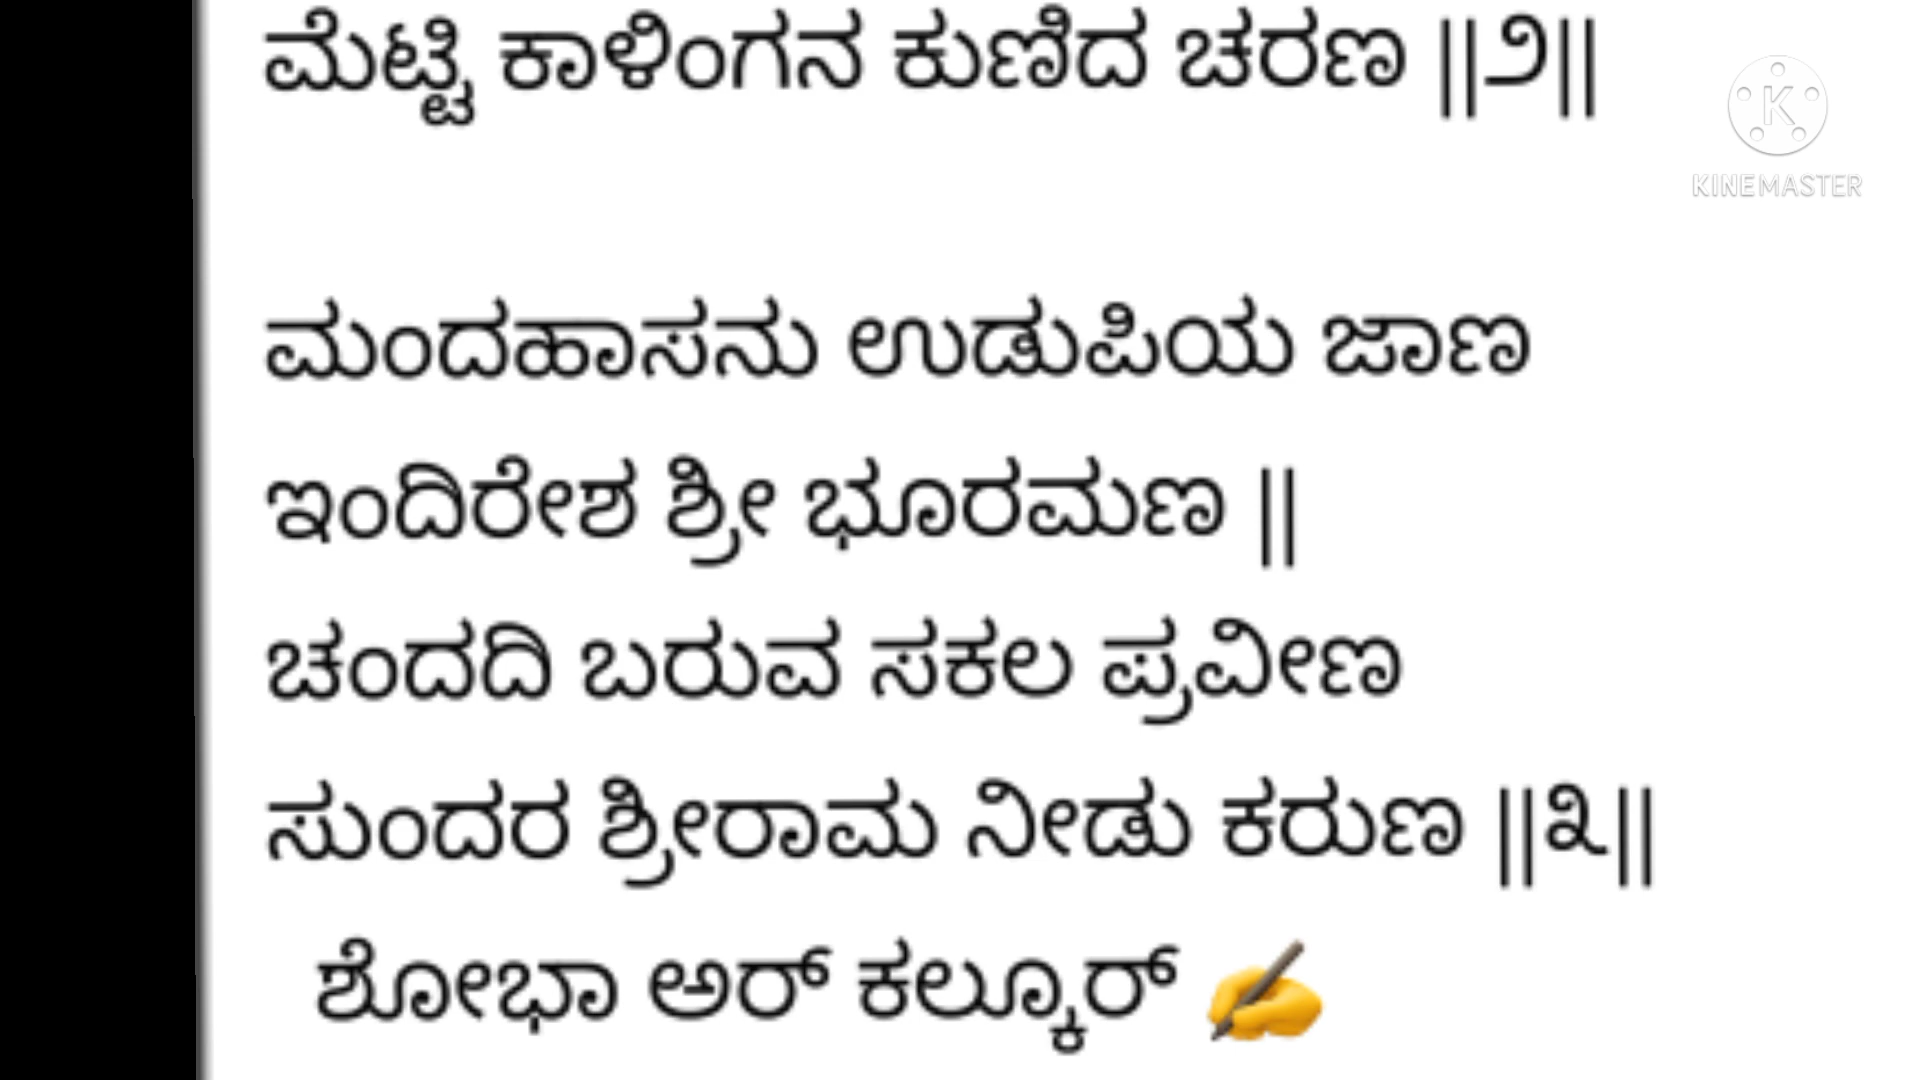 ಮೆಟ್ಟಿ ಕಾಳಿಂಗನ ಕುಣಿದ ಚರಣ ||೨||
KINEMASTER
ಮಂದಹಾಸನು ಉಡುಪಿಯ ಜಾಣ
ಇಂದಿರೇಶ ಶ್ರೀ ಭೂರಮಣ ||
ಚಂದದಿ ಬರುವ ಸಕಲ ಪ್ರವೀಣ
ಸುಂದರ ಶ್ರೀರಾಮ ನೀಡು ಕರುಣ ||೩||
ಶೋಭಾ ಅರ್ ಕಲ್ಕೂರ್ ✍️